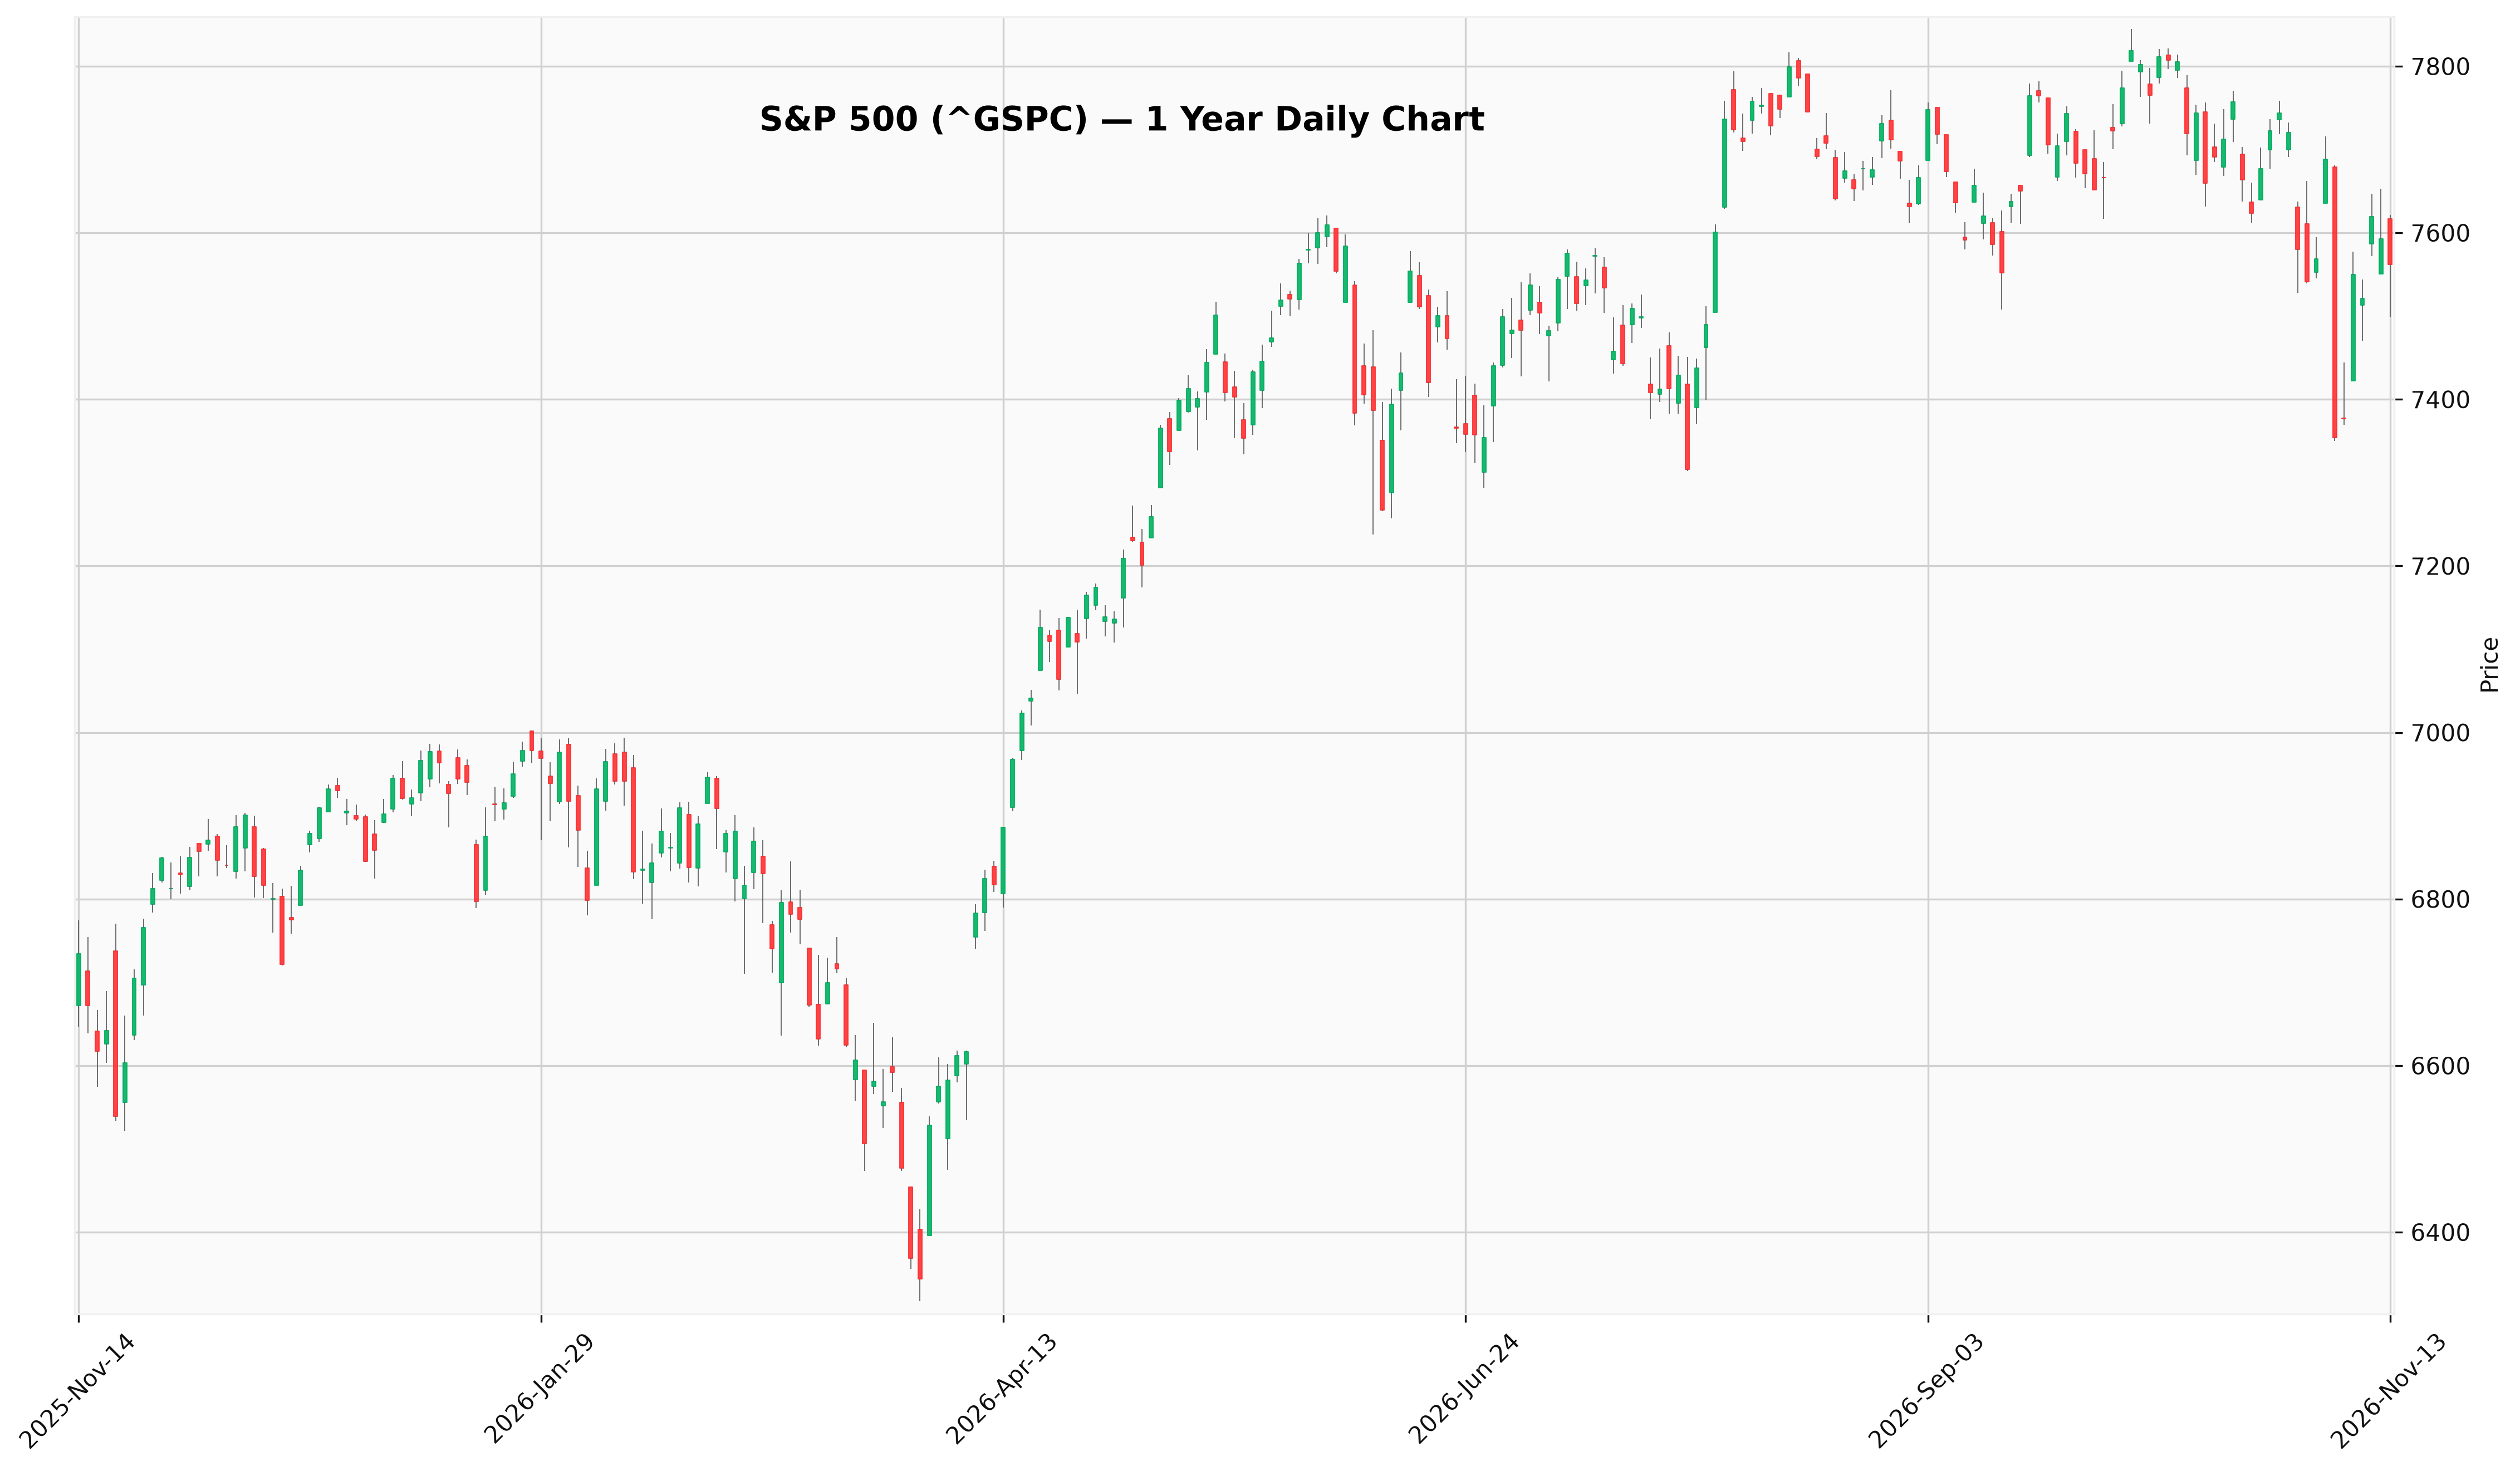 S&P 500 (^GSPC) — 1 Year Daily Chart
7800
7600
7400
7200
7000
6800
6600
6400
Price
2025-Nov-14
2026-Jan-29
2026-Apr-13
2026-Jun-24
2026-Sep-03
2026-Nov-13